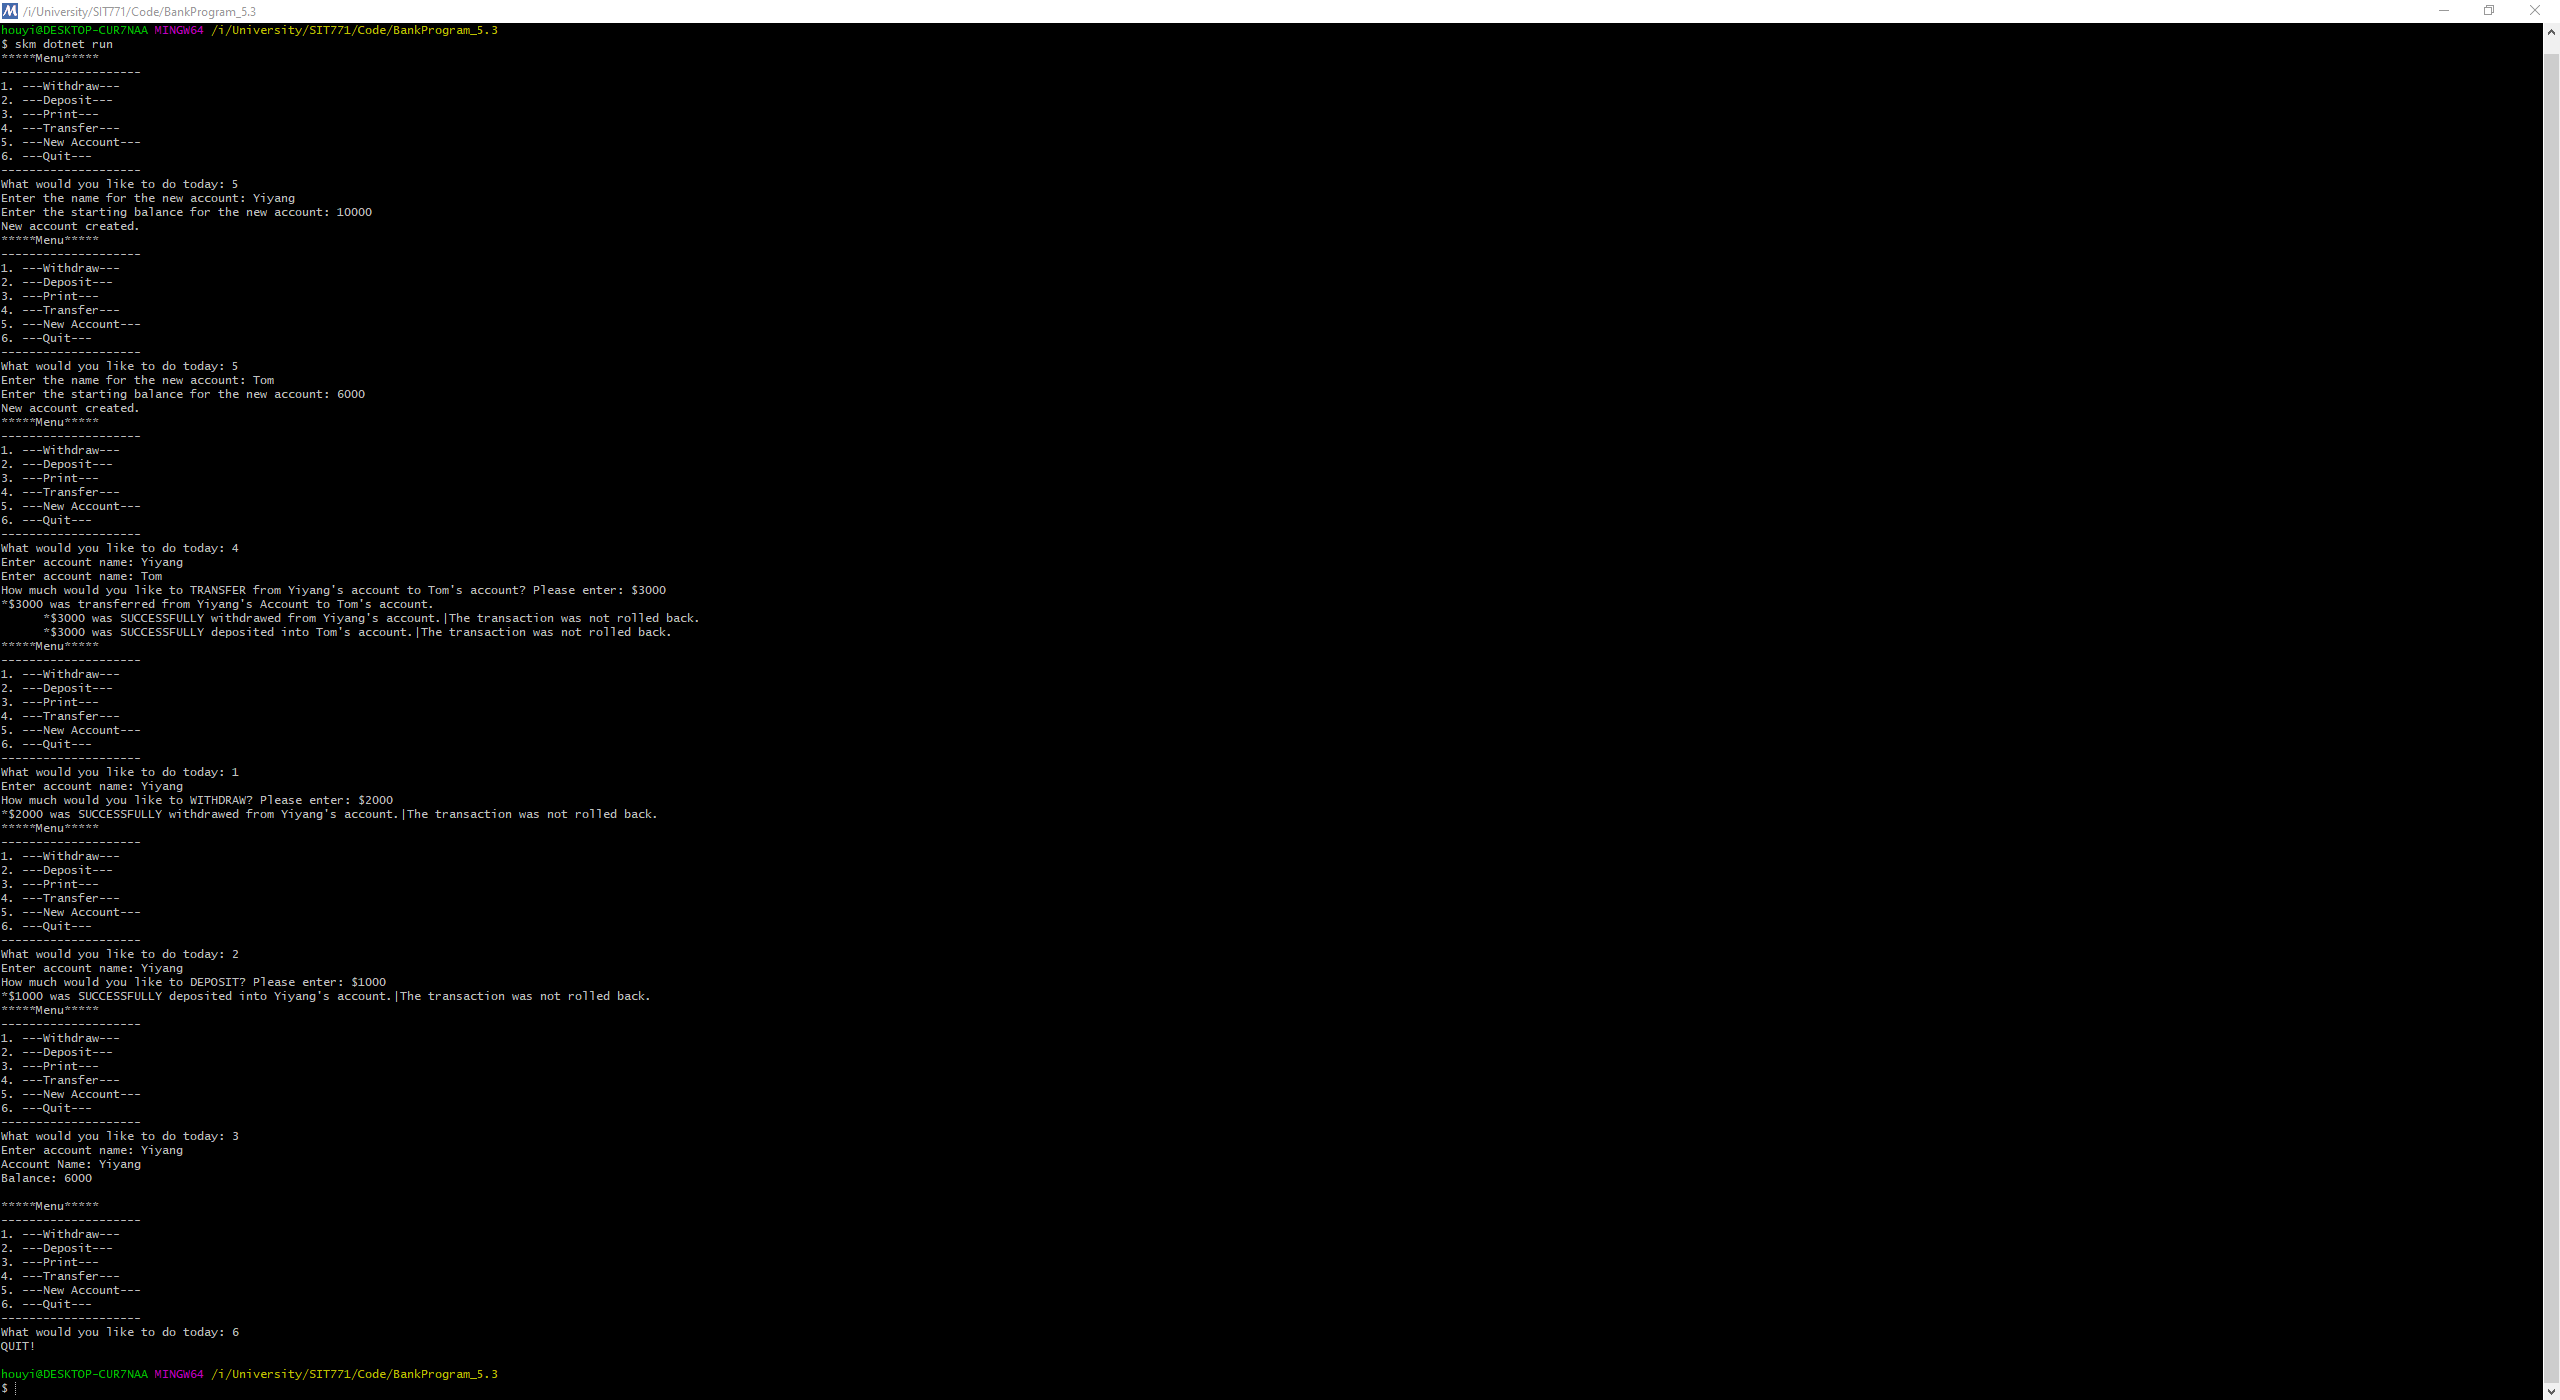 /i/University/SIT771/Code/BankProgram_5.3
houyi@DESKTOP-CUR7NAA MINGW64 /i/University/SIT771/Code/BankProgram_5.3
$ skm dotnet run
*****Menu*****
--------------------
1. ---Withdraw---
2. ---Deposit---
3. ---Print---
4. ---Transfer---
5. ---New Account---
6. ---Quit---
--------------------
What would you like to do today: 5
Enter the name for the new account: Yiyang
Enter the starting balance for the new account: 10000
New account created.
*****Menu*****
--------------------
1. ---Withdraw---
2. ---Deposit---
3. ---Print---
4. ---Transfer---
5. ---New Account---
6. ---Quit---
--------------------
What would you like to do today: 5
Enter the name for the new account: Tom
Enter the starting balance for the new account: 6000
New account created.
*****Menu*****
--------------------
1. ---Withdraw---
2. ---Deposit---
3. ---Print---
4. ---Transfer---
5. ---New Account---
6. ---Quit---
--------------------
What would you like to do today: 4
Enter account name: Yiyang
Enter account name: Tom
How much would you like to TRANSFER from Yiyang's account to Tom's account? Please enter: $3000
*$3000 was transferred from Yiyang's Account to Tom's account.
*$3000 was SUCCESSFULLY withdrawed from Yiyang's account.|The transaction was not rolled back.
*$3000 was SUCCESSFULLY deposited into Tom's account.|The transaction was not rolled back.
*****Menu*****
--------------------
1. ---Withdraw---
2. ---Deposit---
3. ---Print---
4. ---Transfer---
5. ---New Account---
6. ---Quit---
--------------------
What would you like to do today: 1
Enter account name: Yiyang
How much would you like to WITHDRAW? Please enter: $2000
*$2000 was SUCCESSFULLY withdrawed from Yiyang's account.|The transaction was not rolled back.
*****Menu*****
--------------------
1. ---Withdraw---
2. ---Deposit---
3. ---Print---
4. ---Transfer---
5. ---New Account---
6. ---Quit---
--------------------
What would you like to do today: 2
Enter account name: Yiyang
How much would you like to DEPOSIT? Please enter: $1000
*$1000 was SUCCESSFULLY deposited into Yiyang's account.|The transaction was not rolled back.
*****Menu*****
--------------------
1. ---Withdraw---
2. ---Deposit---
3. ---Print---
4. ---Transfer---
5. ---New Account---
6. ---Quit---
--------------------
What would you like to do today: 3
Enter account name: Yiyang
Account Name: Yiyang
Balance: 6000
*****Menu*****
--------------------
1. ---Withdraw---
2. ---Deposit---
3. ---Print---
4. ---Transfer---
5. ---New Account---
6. ---Quit---
--------------------
What would you like to do today: 6
QUIT!
houyi@DESKTOP-CUR7NAA MINGW64 /i/University/SIT771/Code/BankProgram_5.3
$